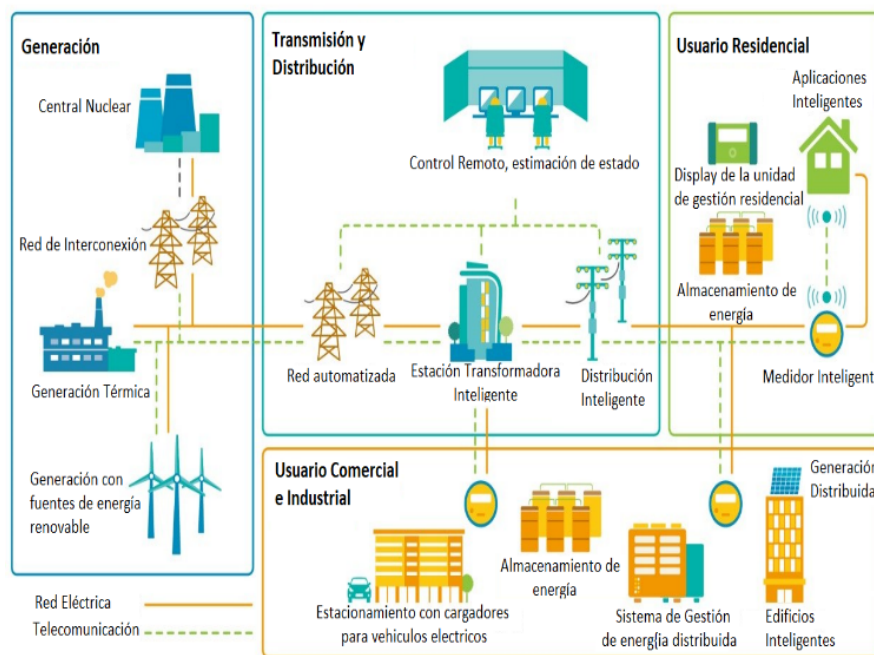 Generación
Central Nuclear
Red de Interconexión
Generación Térmica
Generación con
fuentes de energía
renovable
Red Eléctrica
Telecomunicación
Transmisión y
Distribución
Control Remoto, estimación de estado
Red automatizada
Estación Transformadora
Inteligente
Distribución
Inteligente
Usuario Residencial
Aplicaciones
Inteligentes
Display de la unidad
de gestión residencial
Almacenamiento de
energía
Medidor Inteligent
Usuario Comercial
e Industrial
Estacionamiento con cargadores
para vehiculos electricos
Almacenamiento de
energía
Sistema de Gestión
de energgía distribuida
Generación
Distribuida
Edificios
Inteligentes